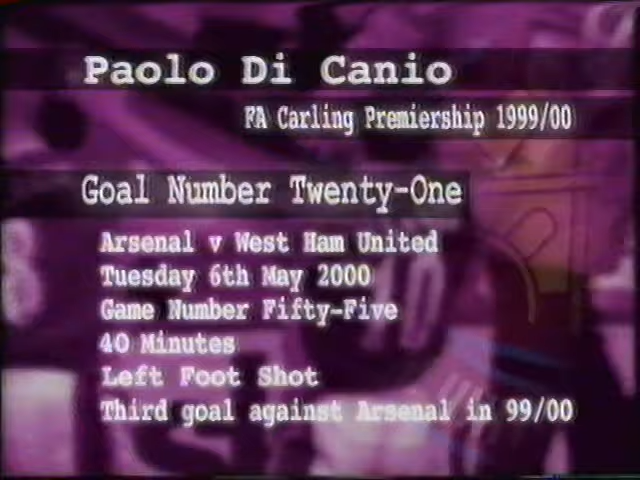 Paolo Di Canio
FA Carling Premiership 1999/00
Goal Number Twenty-One
Arsenal v West Ham United
Tuesday 6th May 2000
Game Number Fifty-Five
40 Minutes
Left Foot Shot
Third goal against Arsenal in 99/00